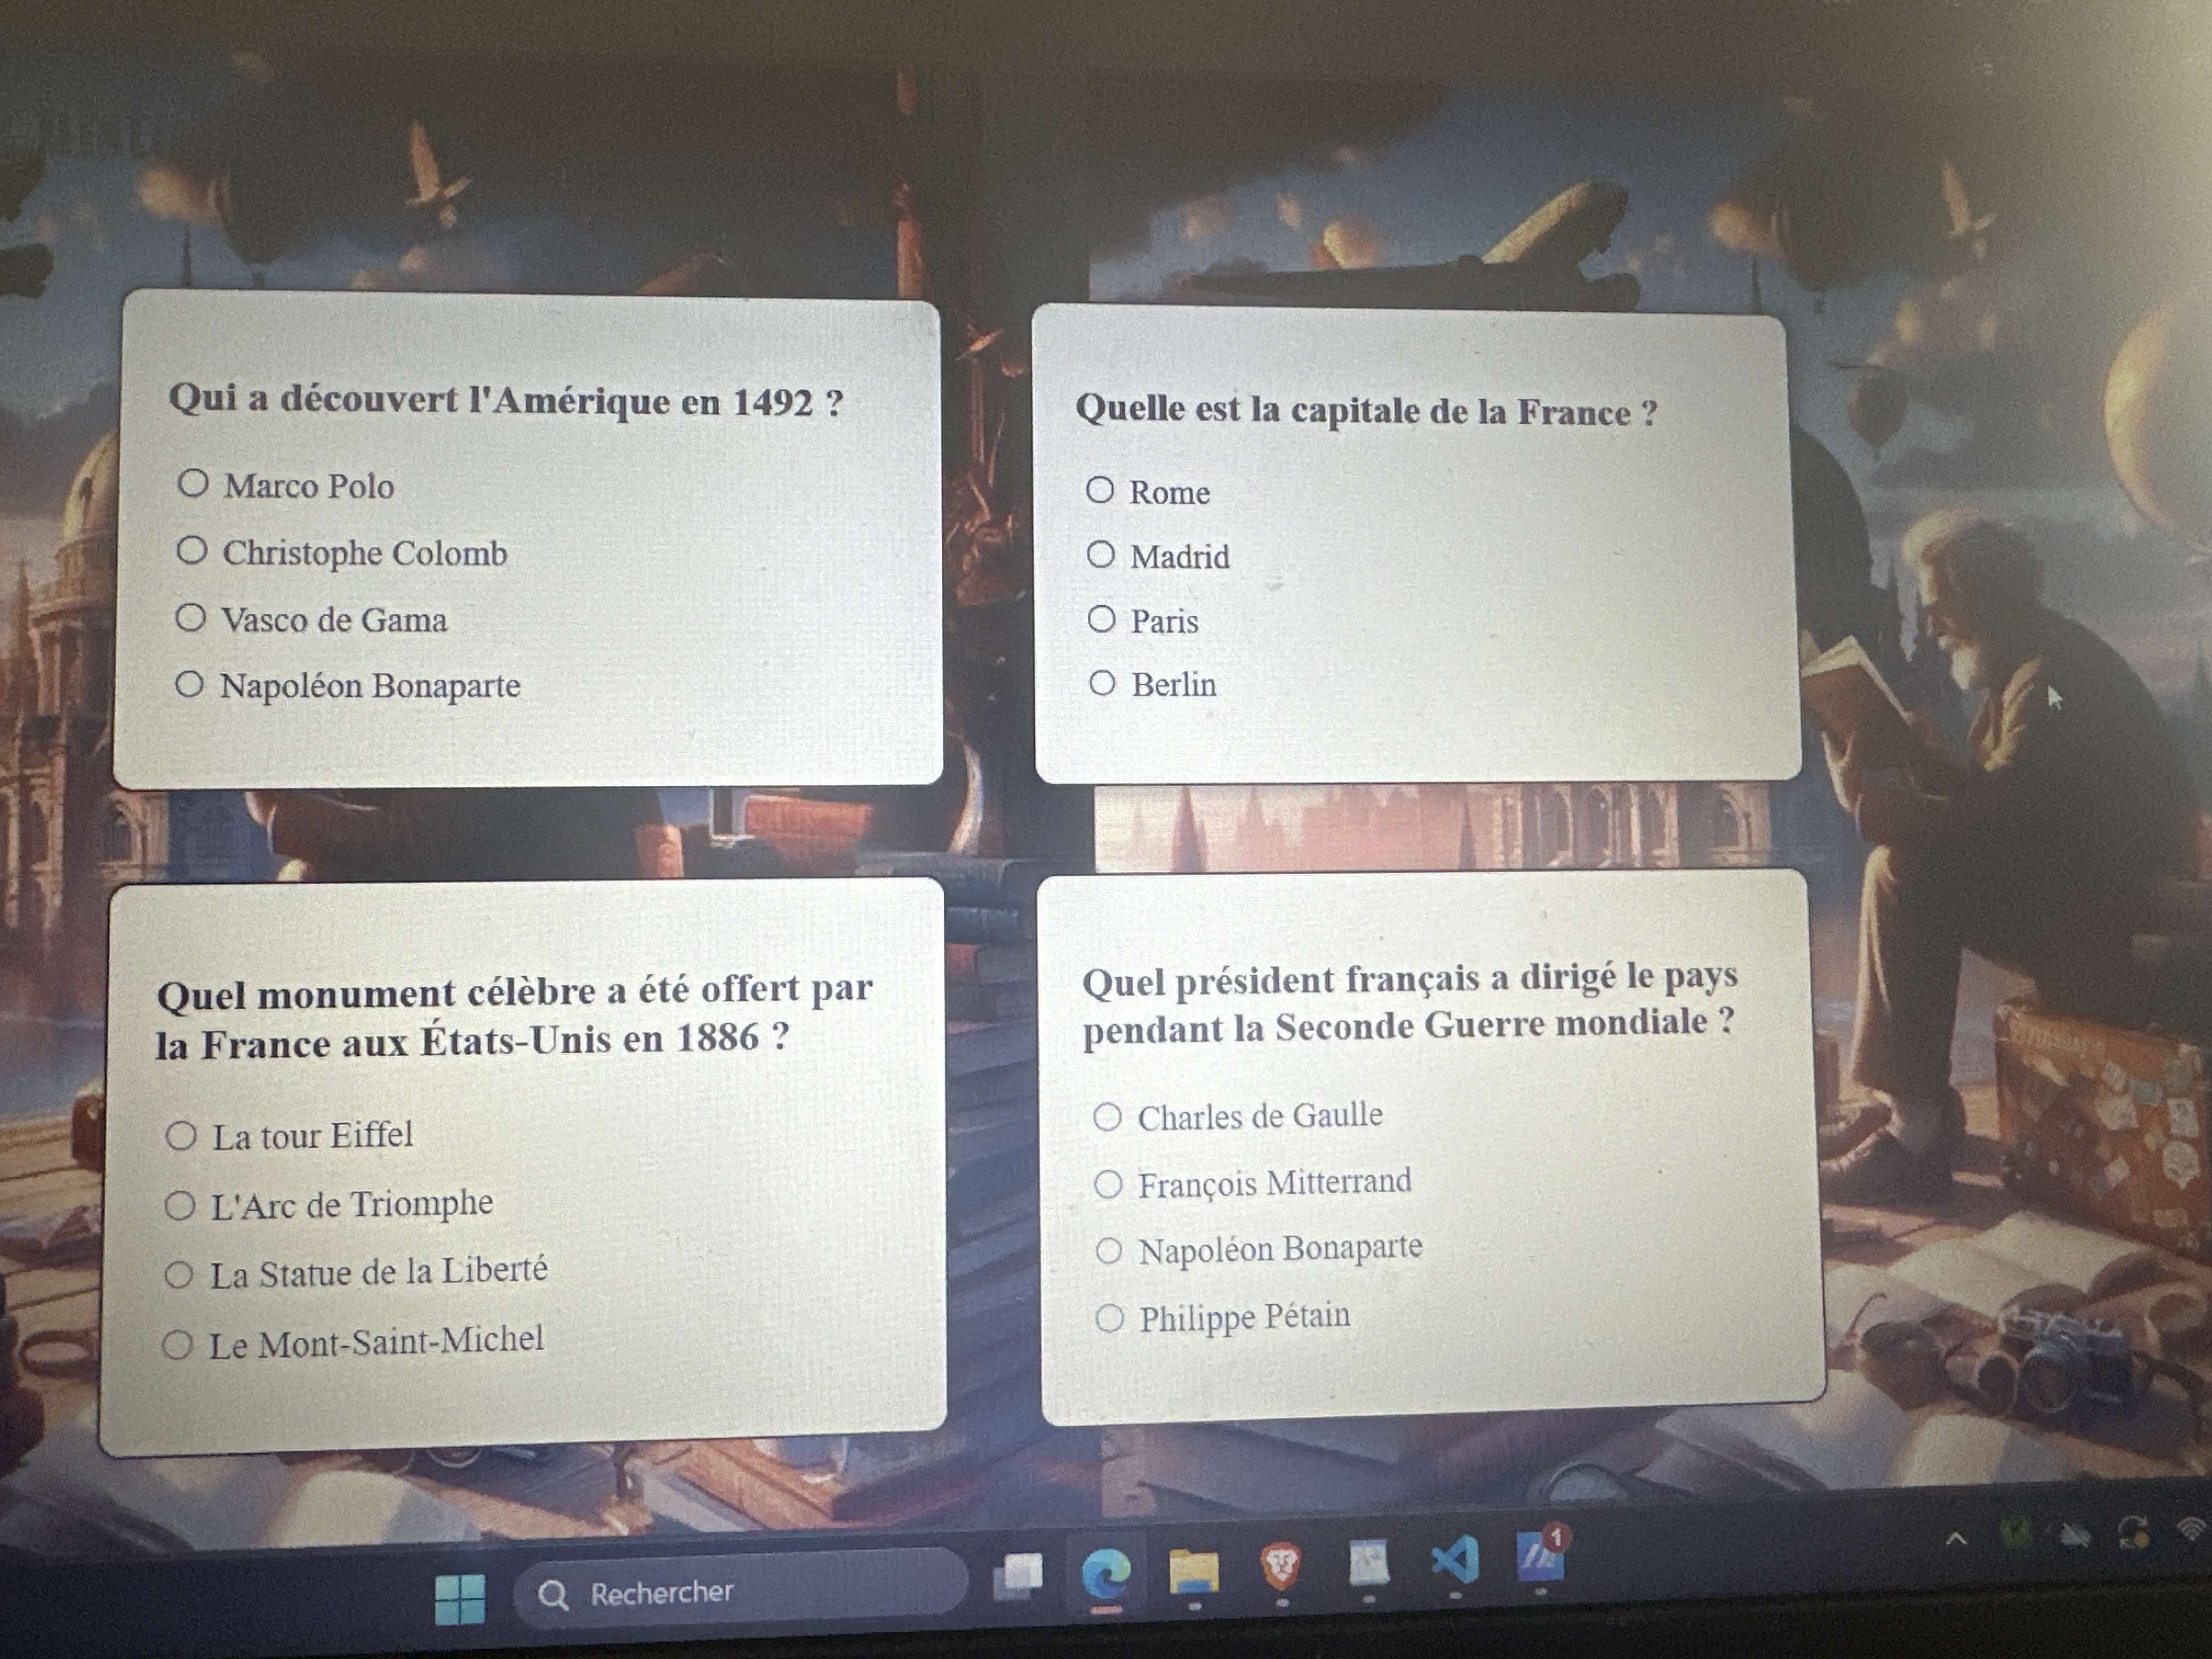 Qui a découvert l'Amérique en 1492 ?
Marco Polo
Christophe Colomb
Vasco de Gama
Napoléon Bonaparte
Quelle est la capitale de la France ?
Rome
Madrid
Paris
Berlin
Quel monument célèbre a été offert par
la France aux États-Unis en 1886 ?
La tour Eiffel
L'Arc de Triomphe
La Statue de la Liberté
Le Mont-Saint-Michel
Quel président français a dirigé le pays
pendant la Seconde Guerre mondiale ?
Charles de Gaulle
François Mitterrand
Napoléon Bonaparte
Philippe Pétain
Rechercher
1